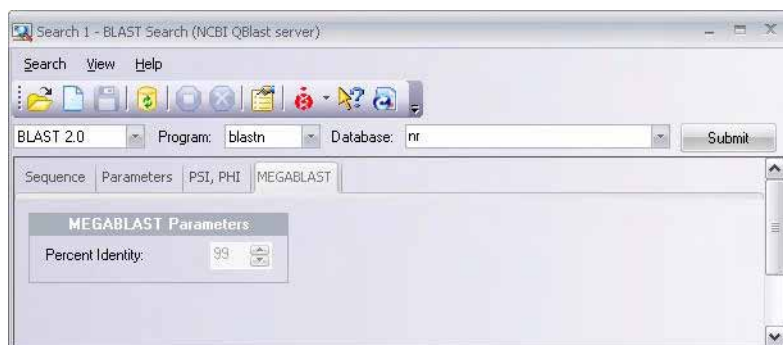 Search 1 - BLAST Search (NCBI QBlast server)
Search View Help
BLAST 2.0 Program: blastn Database: nr Submit
Sequence Parameters PSI, PHI MEGABLAST
MEGABLAST Parameters
Percent Identity: 99